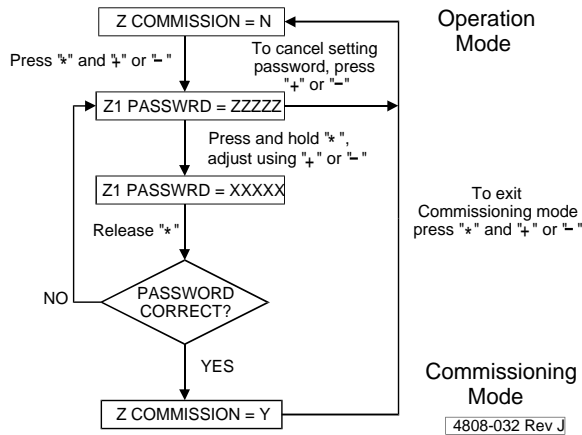 Z COMMISSION = N
Operation
Mode
Press "*" and "+" or "-"
To cancel setting
password, press
"+" or "-"
Z1 PASSWRD = ZZZZZ
Press and hold "*",
adjust using "+" or "-"
Z1 PASSWRD = XXXXX
To exit
Commissioning mode
press "*" and "+" or "-"
Release "*"
NO
PASSWORD
CORRECT?
YES
Z COMMISSION = Y
Commissioning
Mode
4808-032 Rev J